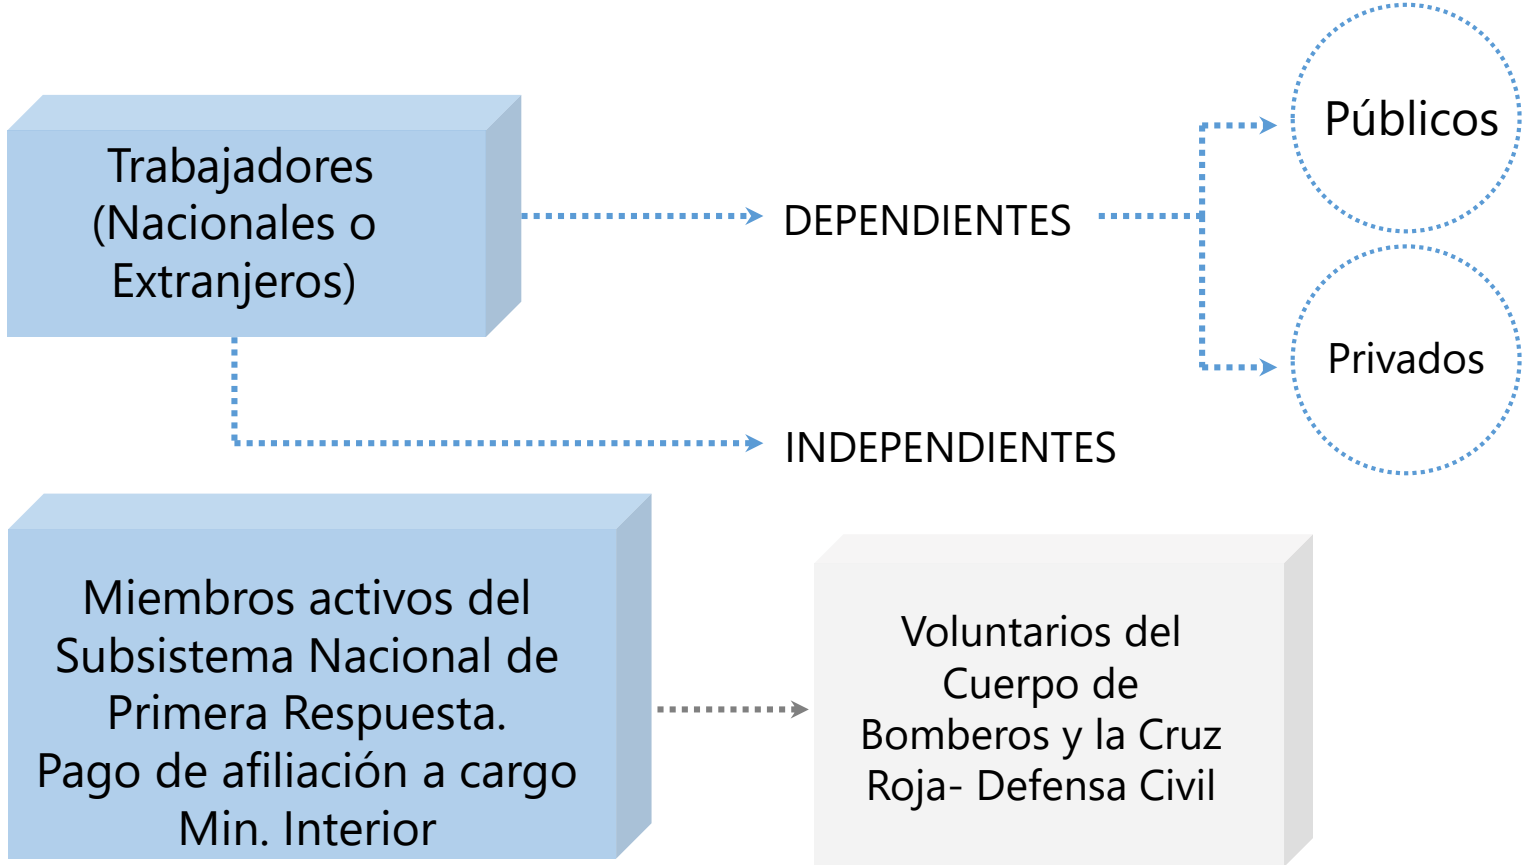 Trabajadores
(Nacionales o
Extranjeros)
DEPENDIENTES
Públicos
Privados
INDEPENDIENTES
Miembros activos del
Subsistema Nacional de
Primera Respuesta.
Pago de afiliación a cargo
Min. Interior
Voluntarios del
Cuerpo de
Bomberos y la Cruz
Roja- Defensa Civil